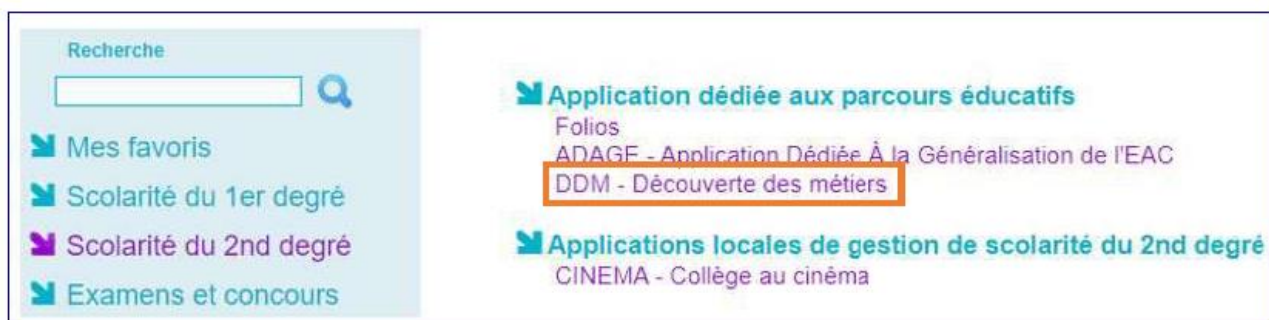 Recherche
Mes favoris
Scolarité du 1er degré
Scolarité du 2nd degré
Examens et concours
Application dédiée aux parcours éducatifs
Folios
ADAGE - Application Dédiée À la Généralisation de l'EAC
DDM - Découverte des métiers
Applications locales de gestion de scolarité du 2nd degré
CINEMA - Collège au cinéma